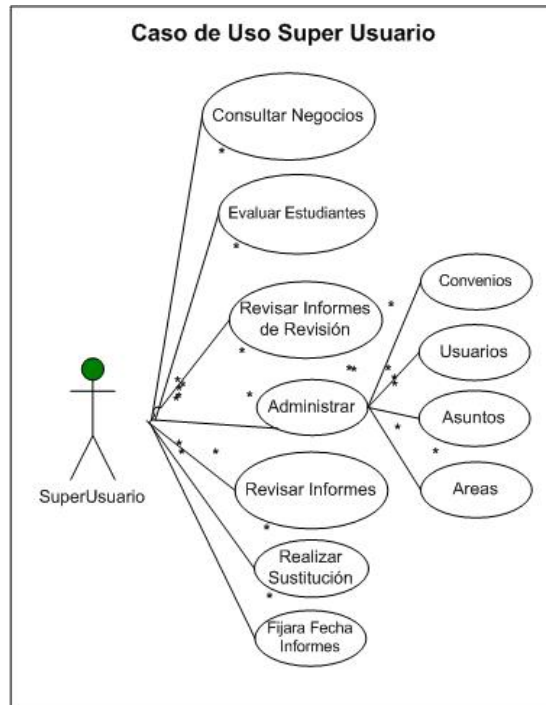 Caso de Uso Super Usuario
Consultar Negocios
*
Evaluar Estudiantes
*
Revisar Informes
de Revisión
*
Convenios
*
Usuarios
Administrar
*
Asuntos
*
Areas
*
SuperUsuario
Revisar Informes
*
Realizar
Sustitución
*
Fijara Fecha
Informes